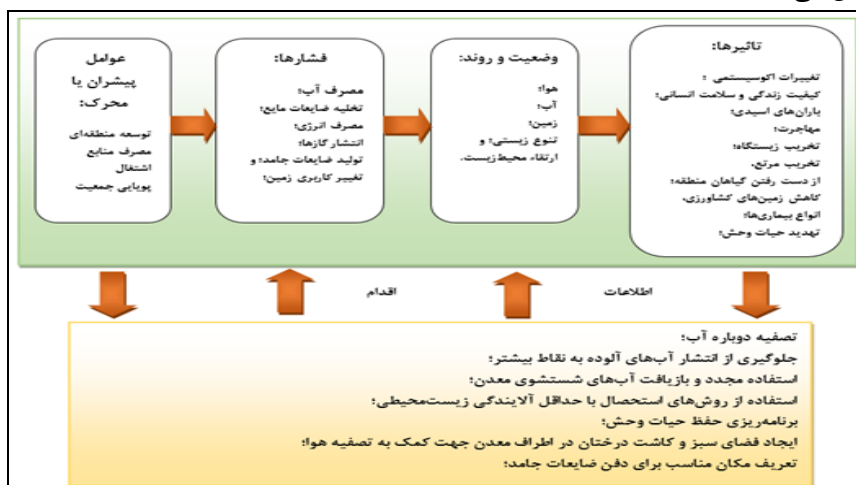 عوامل
پیشران یا
محرک:
توسعه منطقه‌ای
مصرف منابع
اشتغال
پویایی جمعیت
فشارها:
مصرف آب؛
تخلیه ضایعات مایع؛
مصرف انرژی؛
انتشار گازها؛
تولید ضایعات جامد؛ و
تغییر کاربری زمین؛
وضعیت و روند:
هوا؛
آب؛
زمین؛
تنوع زیستی؛ و
ارتقاء محیط‌زیست.
تاثیرها:
تغییرات اکوسیستمی ؛
کیفیت زندگی و سلامت انسانی؛
باران‌های اسیدی؛
مهاجرت؛
تخریب زیستگاه؛
تخریب مرتع،
از دست رفتن گیاهان منطقه؛
کاهش زمین‌های کشاورزی،
انواع بیماری‌ها؛
تهدید حیات وحش؛
اقدام
اطلاعات
تصفیه دوباره آب؛
جلوگیری از انتشار آب‌های آلوده به نقاط بیشتر؛
استفاده مجدد و بازیافت آب‌های شستشوی معدن؛
استفاده از روش‌های استحصال با حداقل آلایندگی زیست‌محیطی؛
برنامه‌ریزی حفظ حیات وحش؛
ایجاد فضای سبز و کاشت درختان در اطراف معدن جهت کمک به تصفیه هوا؛
تعریف مکان مناسب برای دفن ضایعات جامد؛